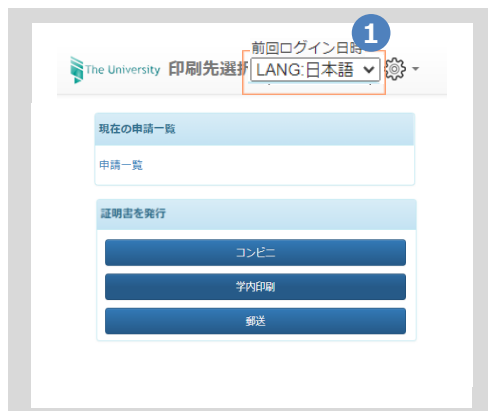 1
前回ログイン日時
The University 印刷先選択 LANG:日本語
現在の申請一覧
申請一覧
証明書を発行
コンビニ
学内印刷
郵送